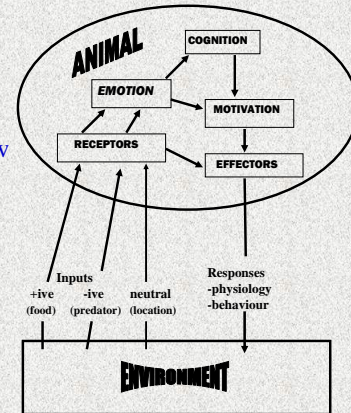 ANIMAL
COGNITION
EMOTION
MOTIVATION
RECEPTORS
EFFECTORS
v
Inputs
+ive -ive neutral
(food) (predator) (location)
Responses
-physiology
-behaviour
ENVIRONMENT